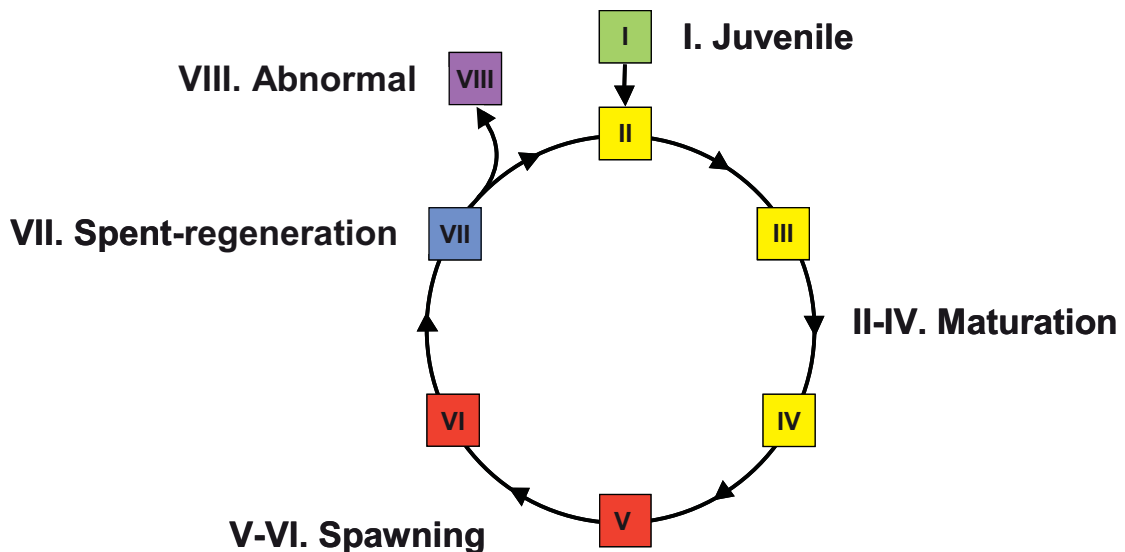 I
I. Juvenile
VIII. Abnormal
VIII
II
VII. Spent-regeneration
VII
III
II-IV. Maturation
VI
IV
V
V-VI. Spawning